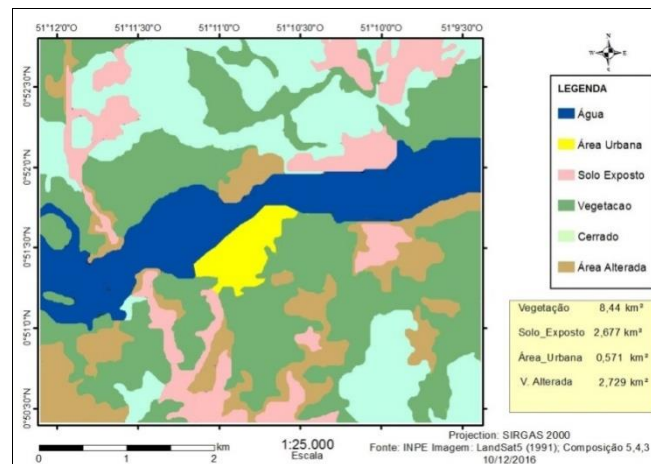 51°12'0"O 51°11'30"O 51°11'0"O 51°10'30"O 51°10'0"O 51°9'30"O
0°52'30"N
0°52'0"N
0°51'30"N
0°51'0"N
0°50'30"N
N
S
LEGENDA
Água
Área Urbana
Solo Exposto
Vegetacao
Cerrado
Área Alterada
Vegetação 8,44 km²
Solo_Exposto 2,677 km²
Área_Urbana 0,571 km²
V. Alterada 2,729 km²
0 1 2
km
1:25.000
Escala
Projection: SIRGAS 2000
Fonte: INPE Imagem: LandSat5 (1991); Composição 5,4,3
10/12/2016